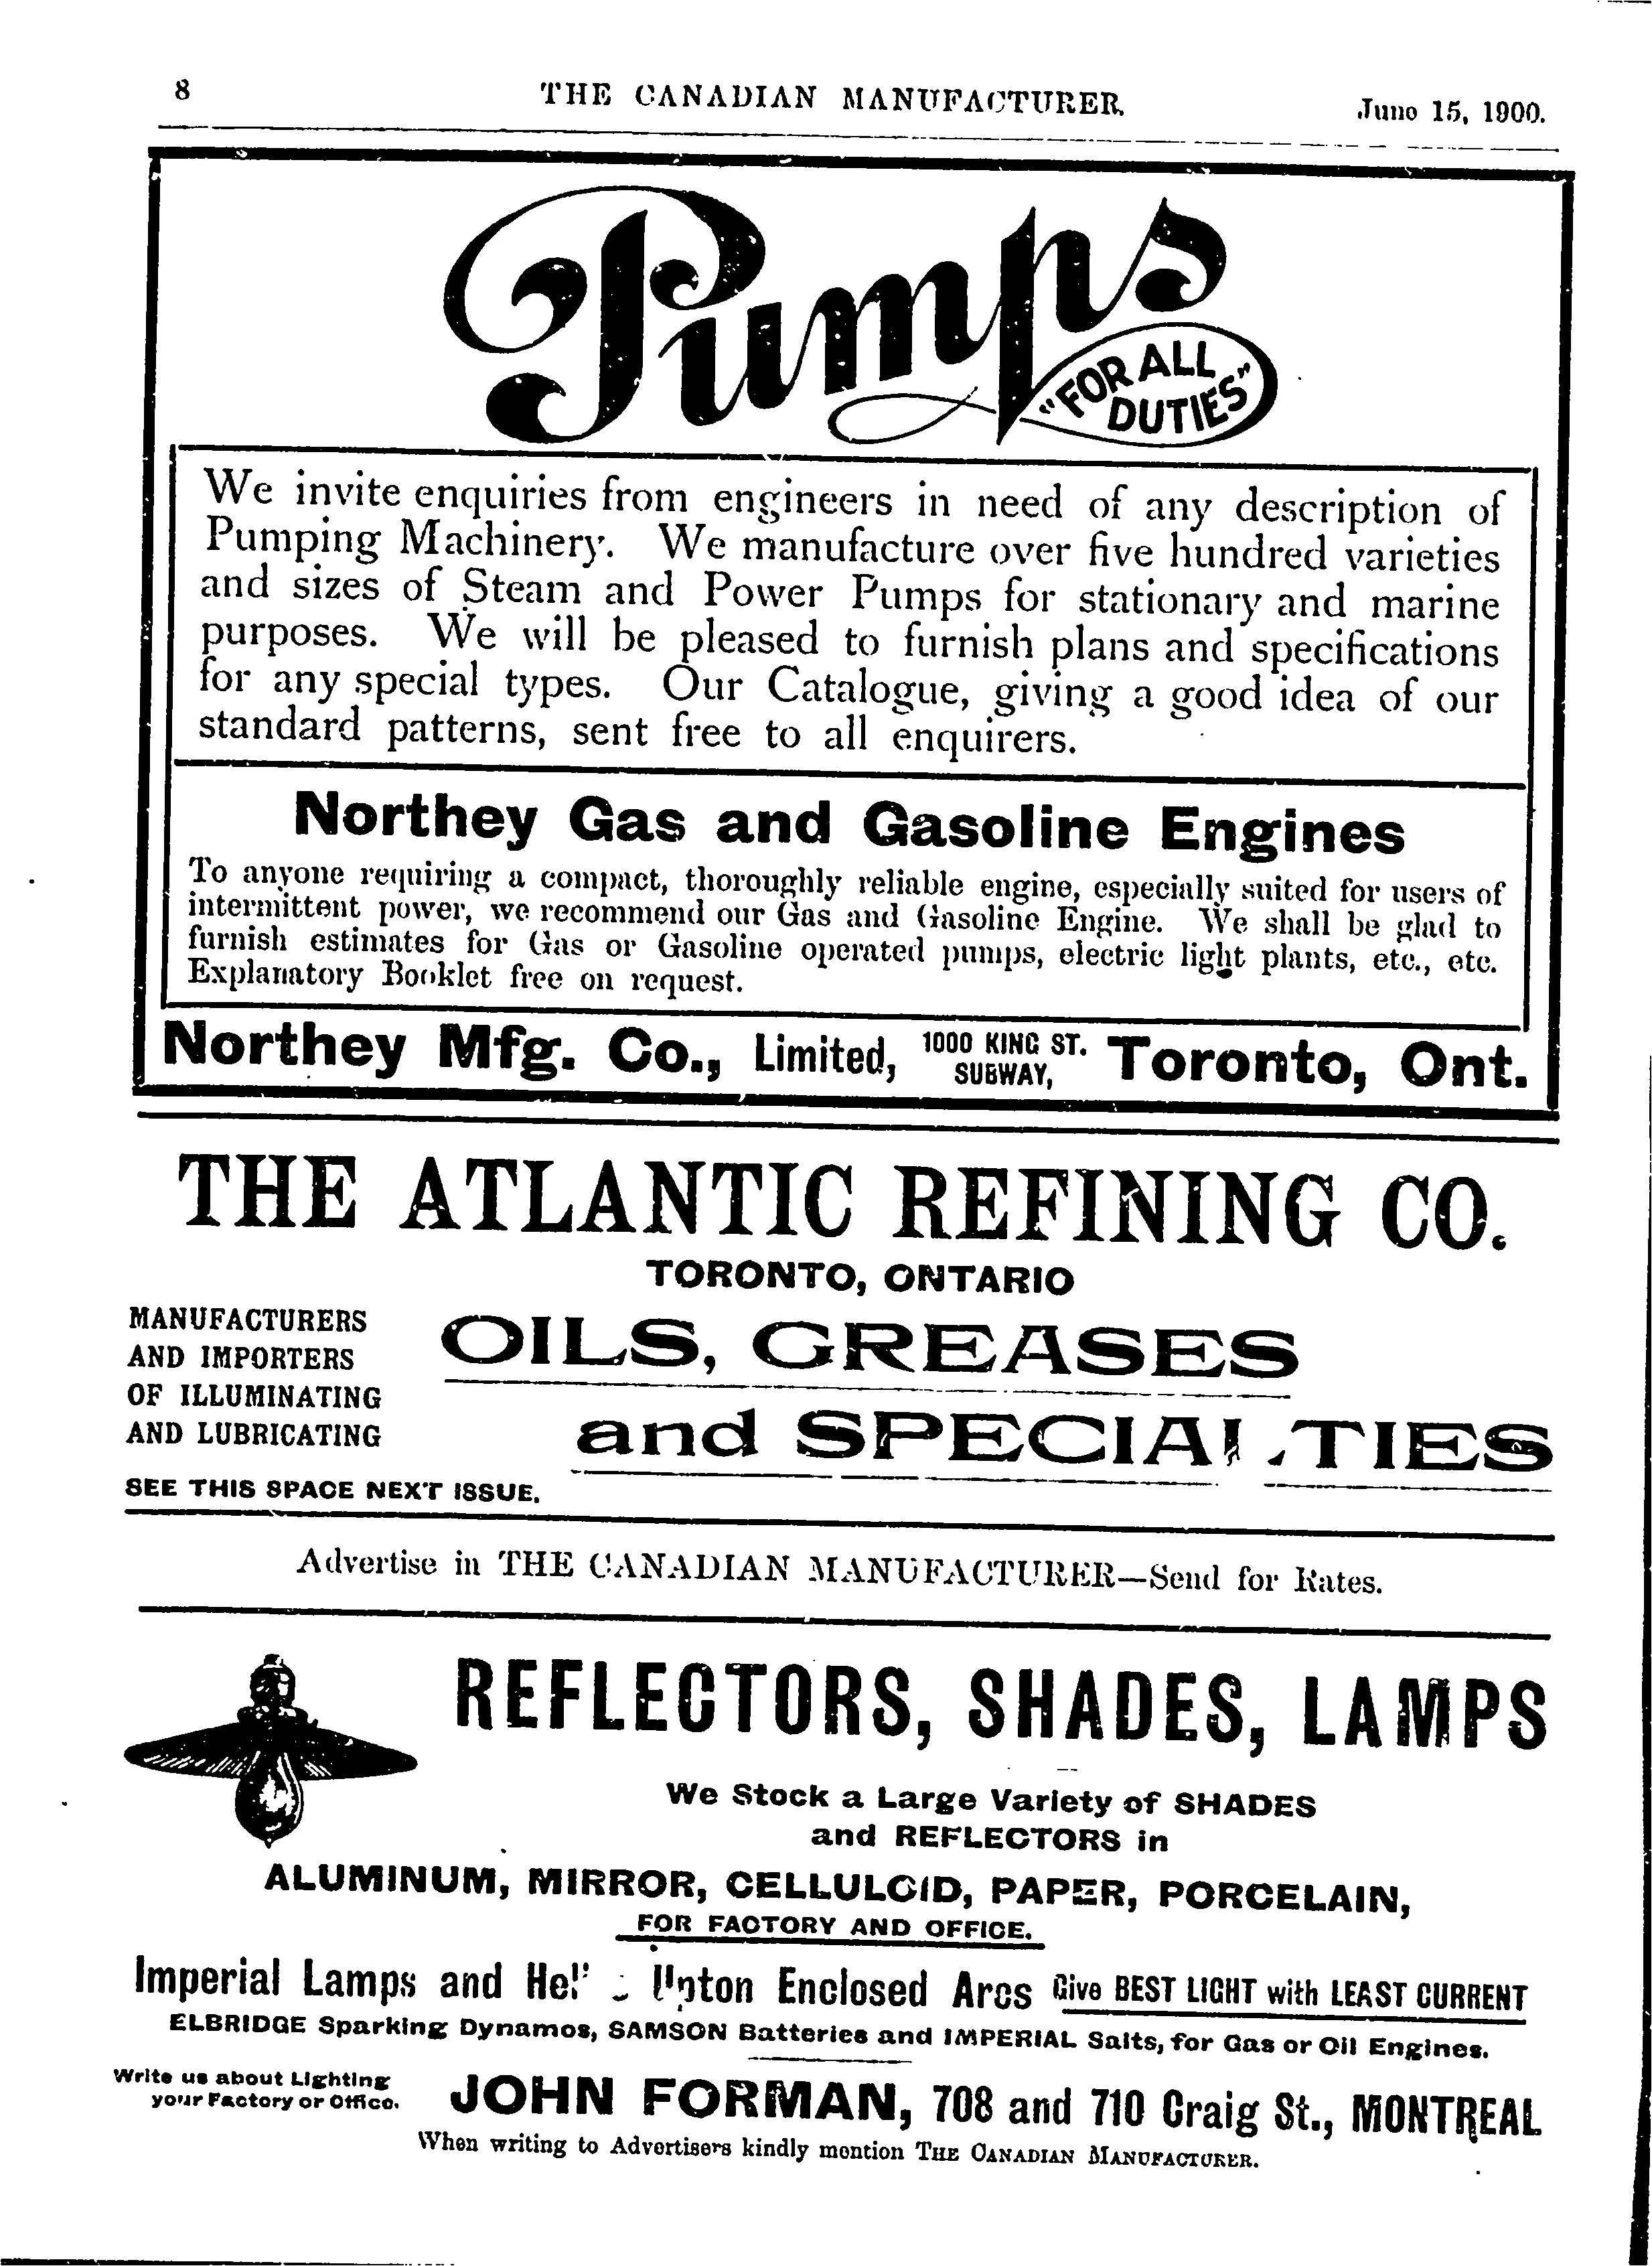 8
THE CANADIAN MANUFACTURER.
June 15, 1900.
Pumps
"FOR ALL
DUTIES"
We invite enquiries from engineers in need of any description of
Pumping Machinery. We manufacture over five hundred varieties
and sizes of Steam and Power Pumps for stationary and marine
purposes. We will be pleased to furnish plans and specifications
for any special types. Our Catalogue, giving a good idea of our
standard patterns, sent free to all enquirers.
Northey Gas and Gasoline Engines
To anyone requiring a compact, thoroughly reliable engine, especially suited for users of
intermittent power, we recommend our Gas and Gasoline Engine. We shall be glad to
furnish estimates for Gas or Gasoline operated pumps, electric light plants, etc., etc.
Explanatory Booklet free on request.
Northey Mfg. Co., Limited, 1000 KING ST. SUBWAY, Toronto, Ont.
THE ATLANTIC REFINING CO.
TORONTO, ONTARIO
MANUFACTURERS
AND IMPORTERS
OF ILLUMINATING
AND LUBRICATING
OILS, GREASES
and SPECIALTIES
SEE THIS SPACE NEXT ISSUE.
Advertise in THE CANADIAN MANUFACTURER—Send for Rates.
REFLECTORS, SHADES, LAMPS
We Stock a Large Variety of SHADES
and REFLECTORS in
ALUMINUM, MIRROR, CELLULOID, PAPER, PORCELAIN,
FOR FACTORY AND OFFICE.
Imperial Lamps and Enclosed Arcs Give BEST LIGHT with LEAST CURRENT
ELBRIDGE Sparking Dynamos, SAMSON Batteries and IMPERIAL Salts, for Gas or Oil Engines.
Write us about Lighting
your Factory or Office.
JOHN FORMAN, 708 and 710 Craig St., MONTREAL
When writing to Advertisers kindly mention THE CANADIAN MANUFACTURER.